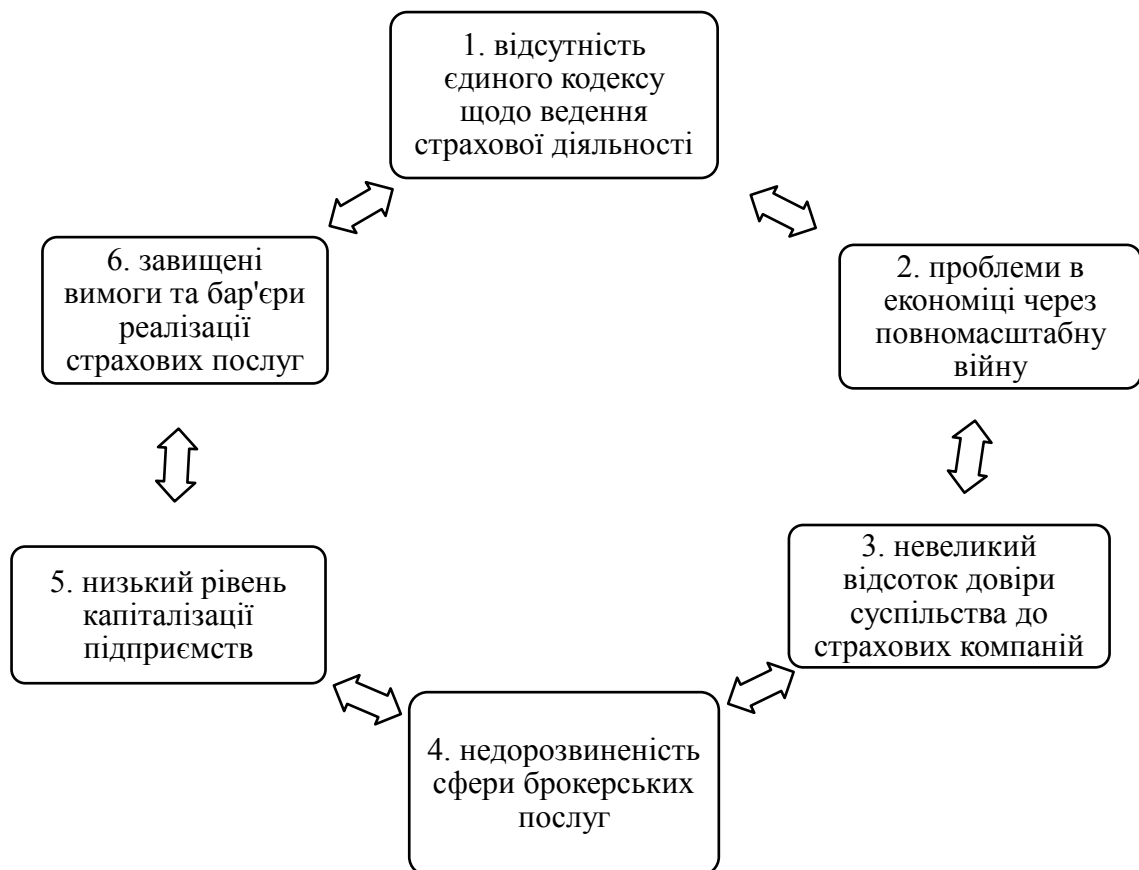 1. відсутність
єдиного кодексу
щодо ведення
страхової діяльності
2. проблеми в
економіці через
повномасштабну
війну
3. невеликий
відсоток довіри
суспільства до
страхових компаній
4. недорозвиненість
сфери брокерських
послуг
5. низький рівень
капіталізації
підприємств
6. завищені
вимоги та бар'єри
реалізації
страхових послуг